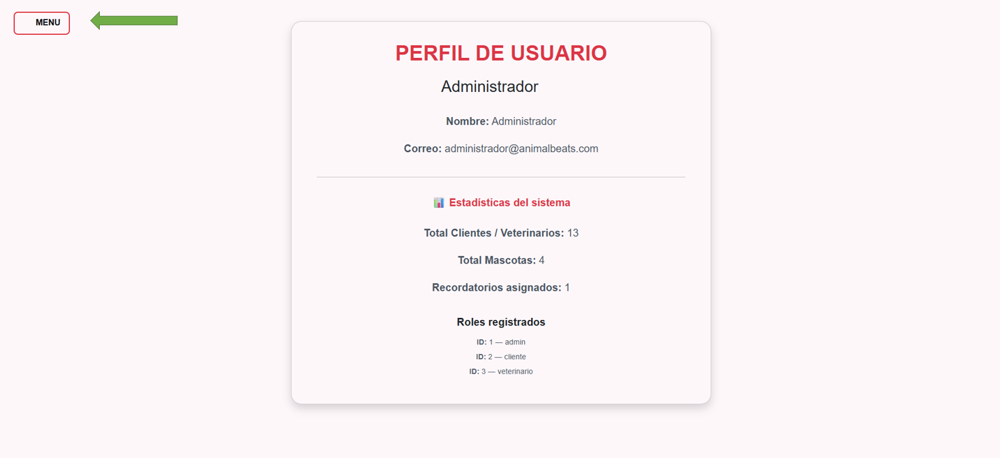 MENU
PERFIL DE USUARIO
Administrador
Nombre: Administrador
Correo: administrador@animalbeats.com
Estadísticas del sistema
Total Clientes / Veterinarios: 13
Total Mascotas: 4
Recordatorios asignados: 1
Roles registrados
ID: 1 — admin
ID: 2 — cliente
ID: 3 — veterinario